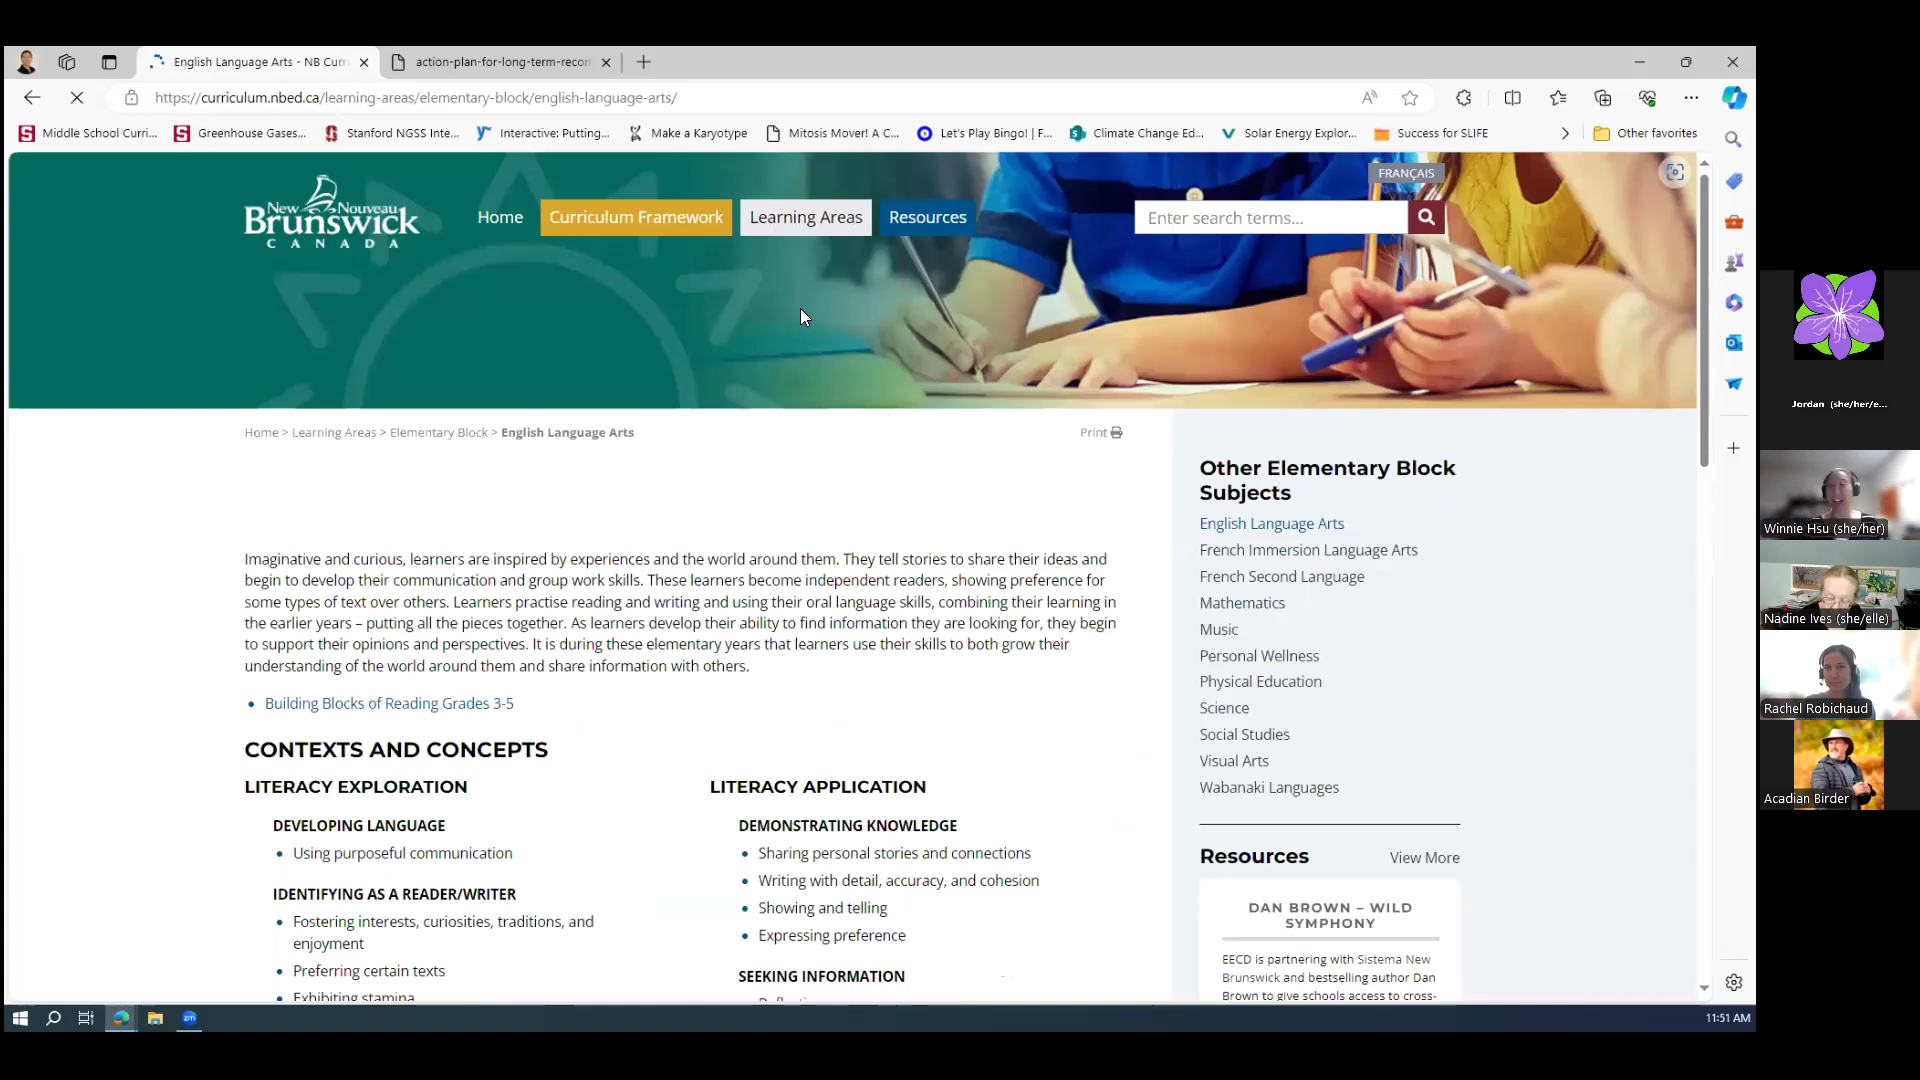 English Language Arts - NB Curr
action-plan-for-long-term-recom
https://curriculum.nbed.ca/learning-areas/elementary-block/english-language-arts/
Middle School Curri...
Greenhouse Gases...
Stanford NGSS Inte...
Interactive: Putting...
Make a Karyotype
Mitosis Mover! A C...
Let's Play Bingo! | F...
Climate Change Ed...
Solar Energy Explor...
Success for SLIFE
Other favorites
FRANÇAIS
New Nouveau
Brunswick
CANADA
Home
Curriculum Framework
Learning Areas
Resources
Enter search terms...
Home > Learning Areas > Elementary Block > English Language Arts
Print
Imaginative and curious, learners are inspired by experiences and the world around them. They tell stories to share their ideas and
begin to develop their communication and group work skills. These learners become independent readers, showing preference for
some types of text over others. Learners practise reading and writing and using their oral language skills, combining their learning in
the earlier years – putting all the pieces together. As learners develop their ability to find information they are looking for, they begin
to support their opinions and perspectives. It is during these elementary years that learners use their skills to both grow their
understanding of the world around them and share information with others.
Building Blocks of Reading Grades 3-5
CONTEXTS AND CONCEPTS
LITERACY EXPLORATION
DEVELOPING LANGUAGE
Using purposeful communication
IDENTIFYING AS A READER/WRITER
Fostering interests, curiosities, traditions, and
enjoyment
Preferring certain texts
Exhibiting stamina
LITERACY APPLICATION
DEMONSTRATING KNOWLEDGE
Sharing personal stories and connections
Writing with detail, accuracy, and cohesion
Showing and telling
Expressing preference
SEEKING INFORMATION
Other Elementary Block
Subjects
English Language Arts
French Immersion Language Arts
French Second Language
Mathematics
Music
Personal Wellness
Physical Education
Science
Social Studies
Visual Arts
Wabanaki Languages
Resources
View More
DAN BROWN – WILD
SYMPHONY
EECD is partnering with Sistema New
Brunswick and bestselling author Dan
Brown to give schools access to cross-
Jordan (she/her/e...
Winnie Hsu (she/her)
Nadine Ives (she/elle)
Rachel Robichaud
Acadian Birder
zm
11:51 AM